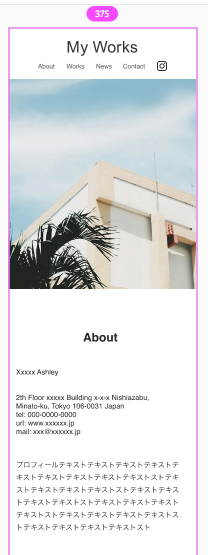 375
My Works
About Works News Contact
About
Xxxxx Ashley
2th Floor xxxxx Building x-x-x Nishiazabu,
Minato-ku, Tokyo 106-0031 Japan
tel: 000-0000-0000
url: www.xxxxxx.jp
mail: xxx@xxxxxx.jp
プロフィールテキストテキストテキストテキストテ
キストテキストテキストテキストテキストストテキ
ストテキストテキストテキストストテキストテキス
トテキストテキストテキストテキストテキストテキスト
テキストストテキストテキストテキストテキストテキス
トテキストテキストテキストテキストスト